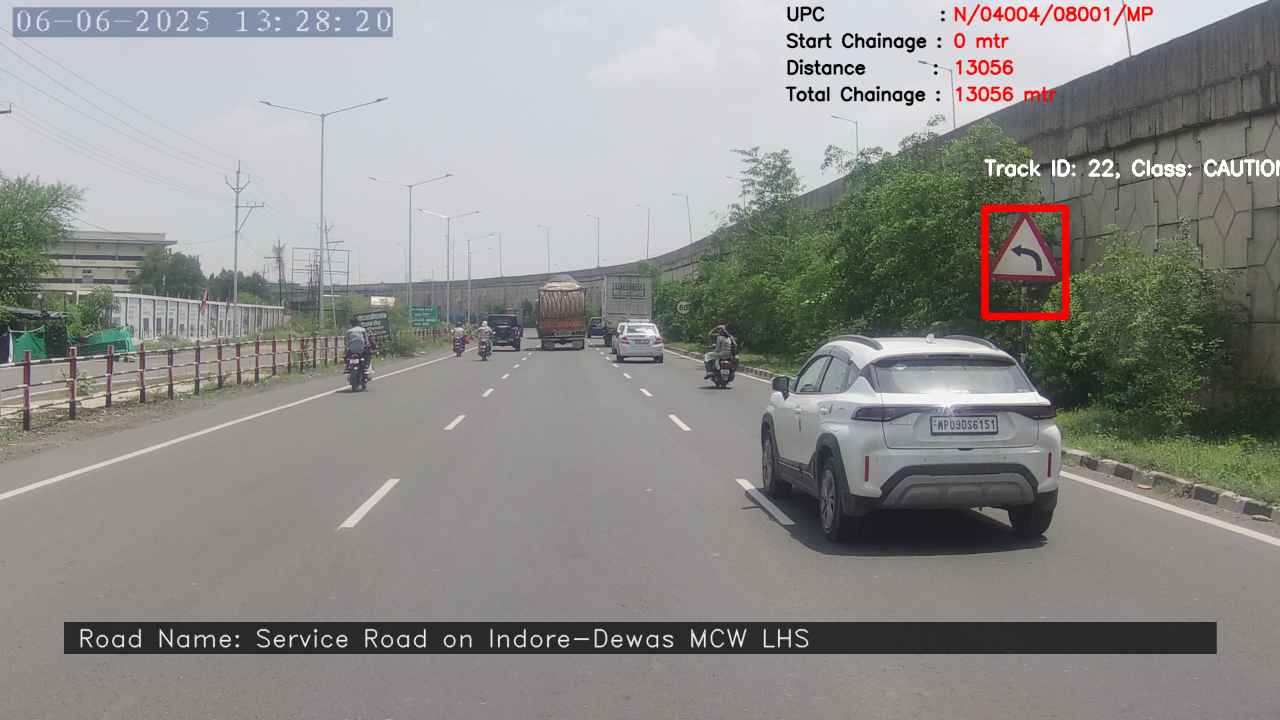 06-06-2025 13:28:20
UPC : N/04004/08001/MP
Start Chainage : 0 mtr
Distance : 13056
Total Chainage : 13056 mtr
Track ID: 22, Class: CAUTION
MP09DS6151
Road Name: Service Road on Indore-Dewas MCW LHS